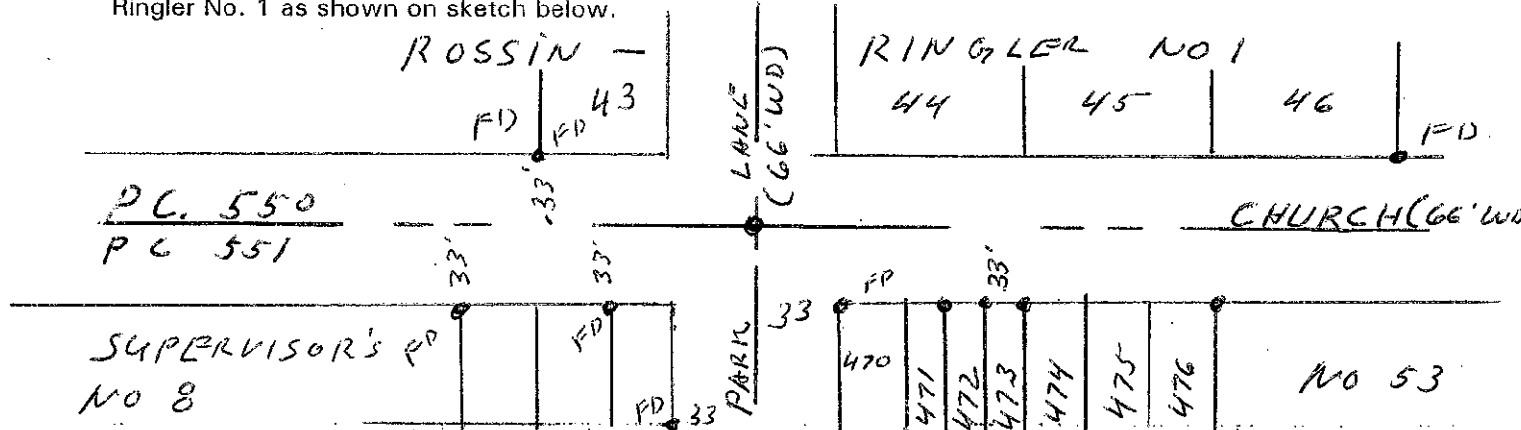 Ringler No. 1 as shown on sketch below.
ROSSIN - RINGLER NO 1
43 44 45 46
FD FD FD.
PARK LANE (66' WD)
P.C. 550
33'
CHURCH (66' WD
P C 551
33' 33' 33'
FD
33
SUPERVISOR'S FD FD
NO 8
470 471 472 473 474 475 476
NO 53
FD 33